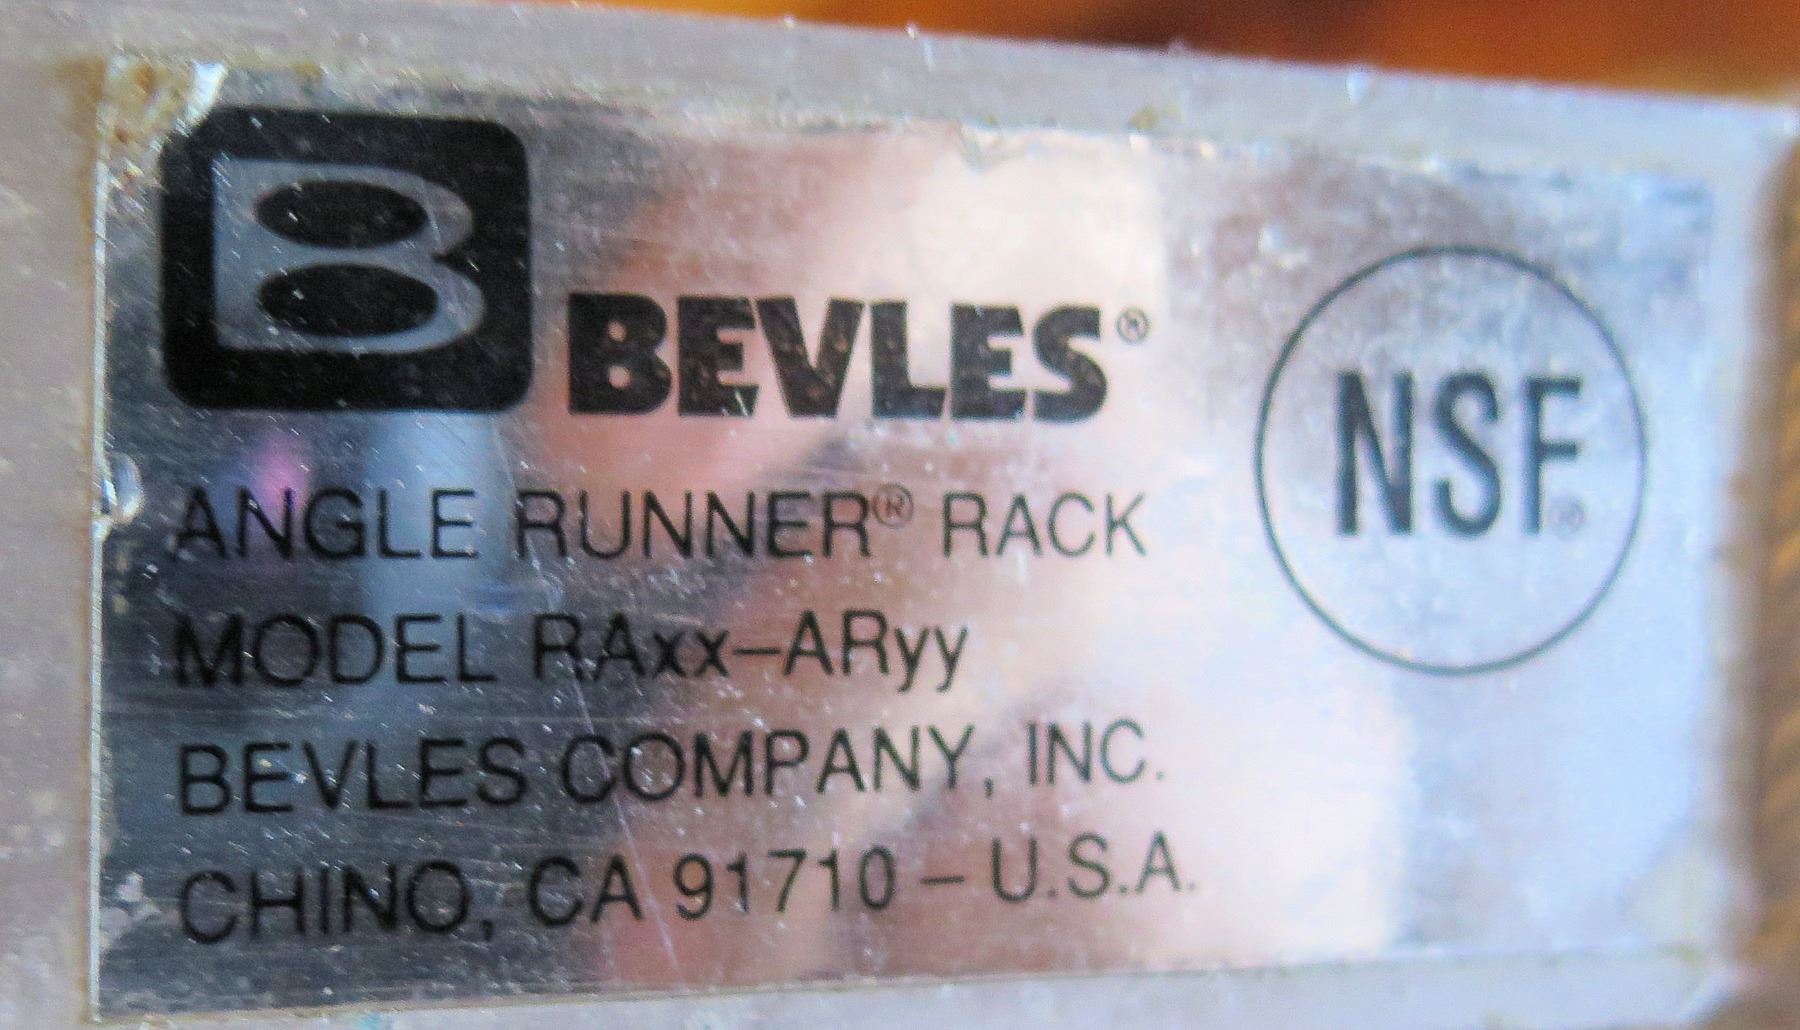 B BEVLES®
NSF®
ANGLE RUNNER® RACK
MODEL RAxx–ARyy
BEVLES COMPANY, INC.
CHINO, CA 91710 – U.S.A.